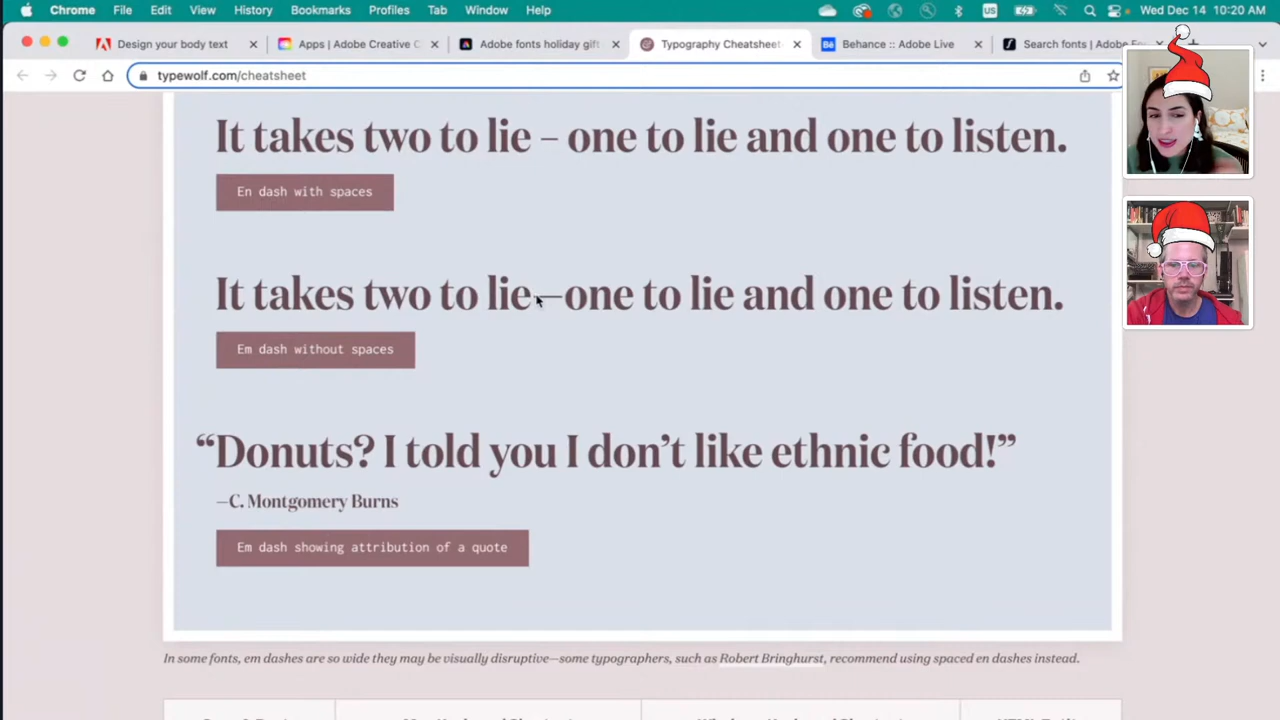 Chrome File Edit View History Bookmarks Profiles Tab Window Help US Wed Dec 14 10:20 AM
Design your body text Apps | Adobe Creative C Adobe fonts holiday gift Typography Cheatsheet Behance :: Adobe Live Search fonts | Adobe Fo
typewolf.com/cheatsheet
It takes two to lie – one to lie and one to listen.
En dash with spaces
It takes two to lie—one to lie and one to listen.
Em dash without spaces
“Donuts? I told you I don’t like ethnic food!”
—C. Montgomery Burns
Em dash showing attribution of a quote
In some fonts, em dashes are so wide they may be visually disruptive—some typographers, such as Robert Bringhurst, recommend using spaced en dashes instead.